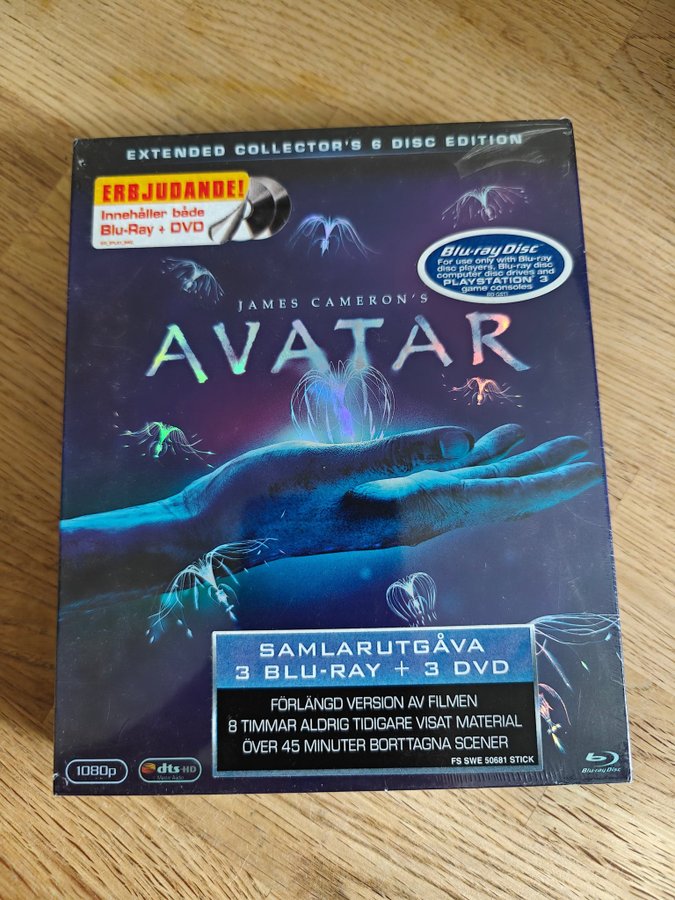 EXTENDED COLLECTOR'S 6 DISC EDITION
ERBJUDANDE!
Innehåller både
Blu-Ray + DVD
Blu-ray Disc
For use only with Blu-ray
disc players, Blu-ray disc
computer disc drives and
PLAYSTATION 3
game consoles
JAMES CAMERON'S
AVATAR
SAMLARUTGÅVA
3 BLU-RAY + 3 DVD
FÖRLÄNGD VERSION AV FILMEN
8 TIMMAR ALDRIG TIDIGARE VISAT MATERIAL
ÖVER 45 MINUTER BORTTAGNA SCENER
FS SWE 50681 STICK
1080p
dts-HD
Master Audio
Blu-ray Disc